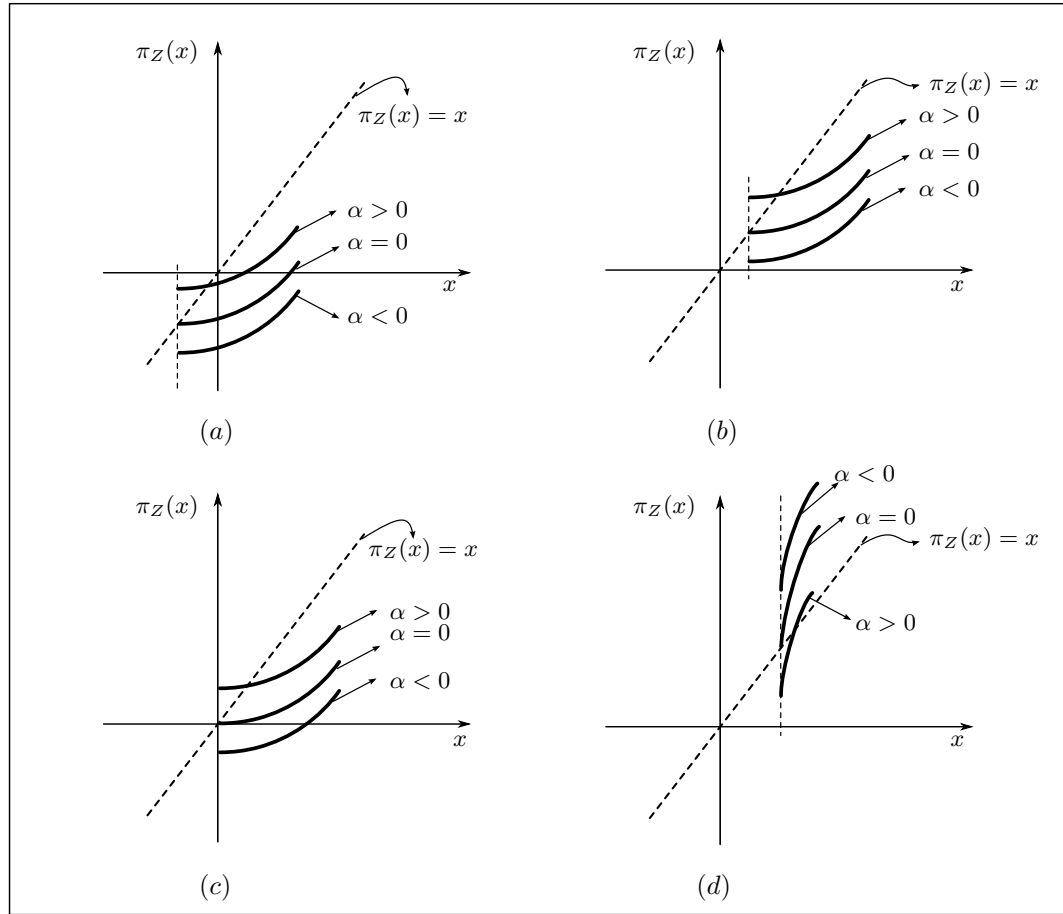 π_Z(x)
π_Z(x) = x
α > 0
α = 0
x
α < 0
(a)
π_Z(x)
π_Z(x) = x
α > 0
α = 0
α < 0
x
(b)
π_Z(x)
π_Z(x) = x
α > 0
α = 0
α < 0
x
(c)
α < 0
π_Z(x)
α = 0
π_Z(x) = x
α > 0
x
(d)